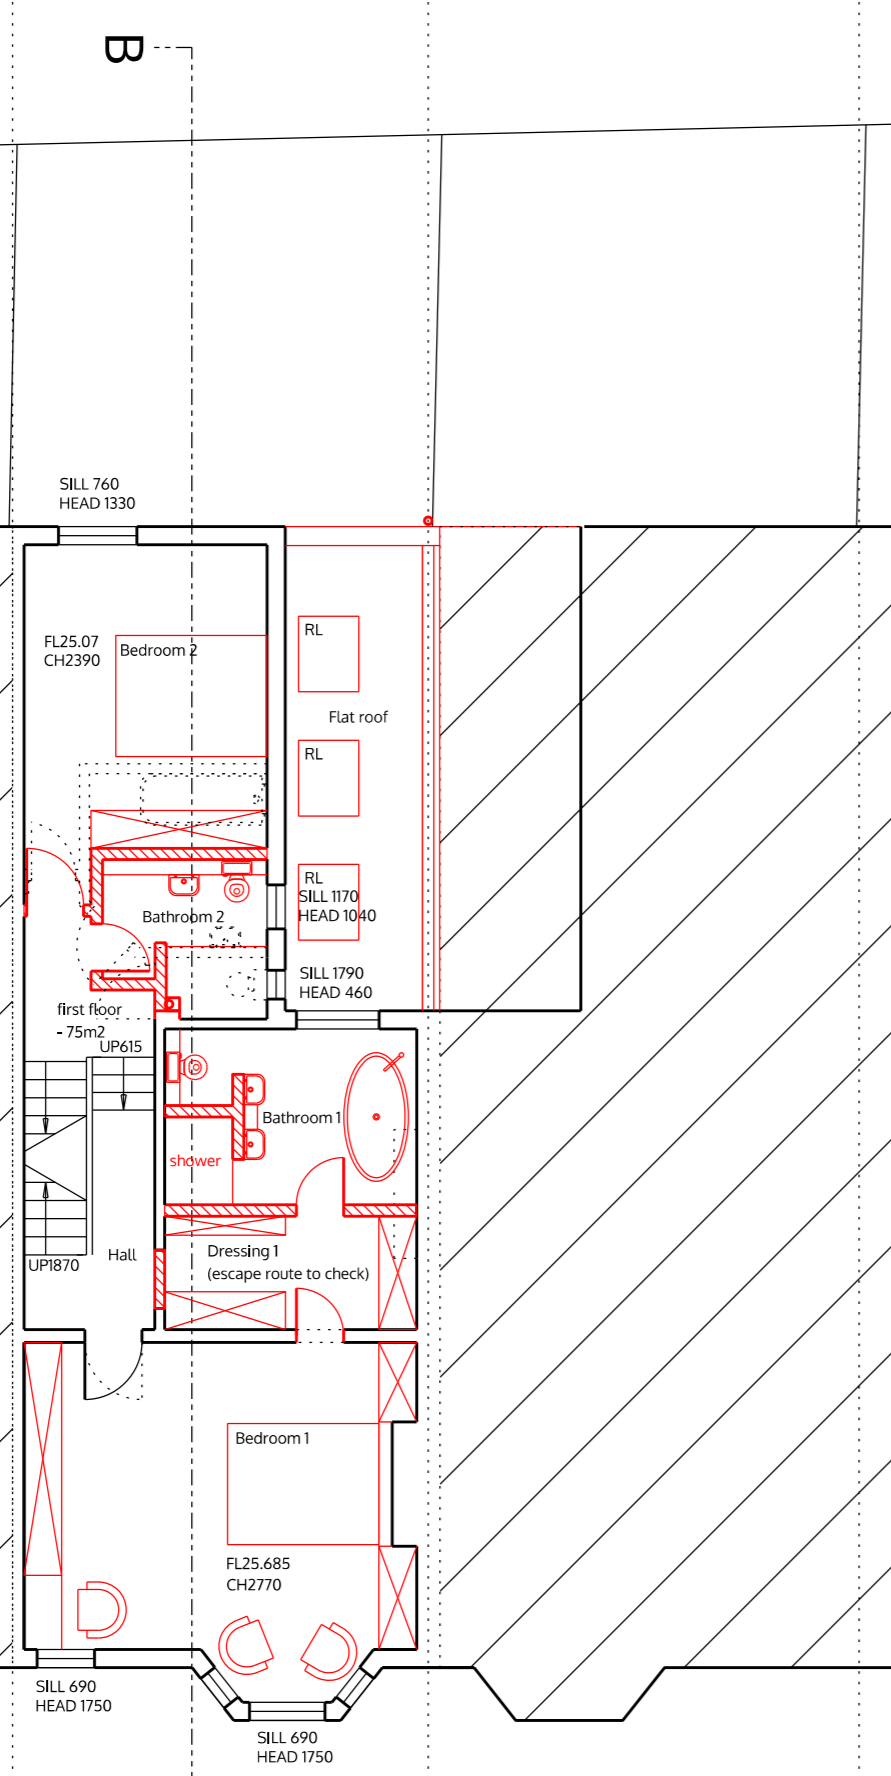 B
SILL 760
HEAD 1330
FL25.07
CH2390
Bedroom 2
RL
Flat roof
RL
RL
SILL 1170
HEAD 1040
Bathroom 2
SILL 1790
HEAD 460
first floor
- 75m2
UP615
Bathroom 1
shower
Dressing 1
(escape route to check)
Hall
UP1870
Bedroom 1
FL25.685
CH2770
SILL 690
HEAD 1750
SILL 690
HEAD 1750